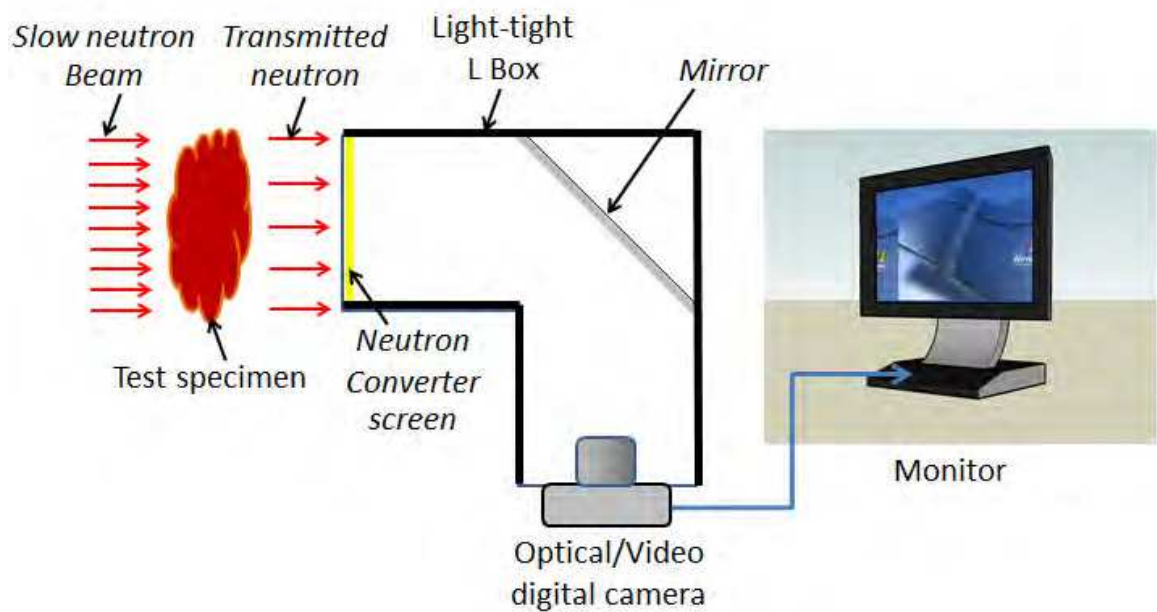 Slow neutron
Beam
Transmitted
neutron
Light-tight
L Box
Mirror
Test specimen
Neutron
Converter
screen
Monitor
Optical/Video
digital camera